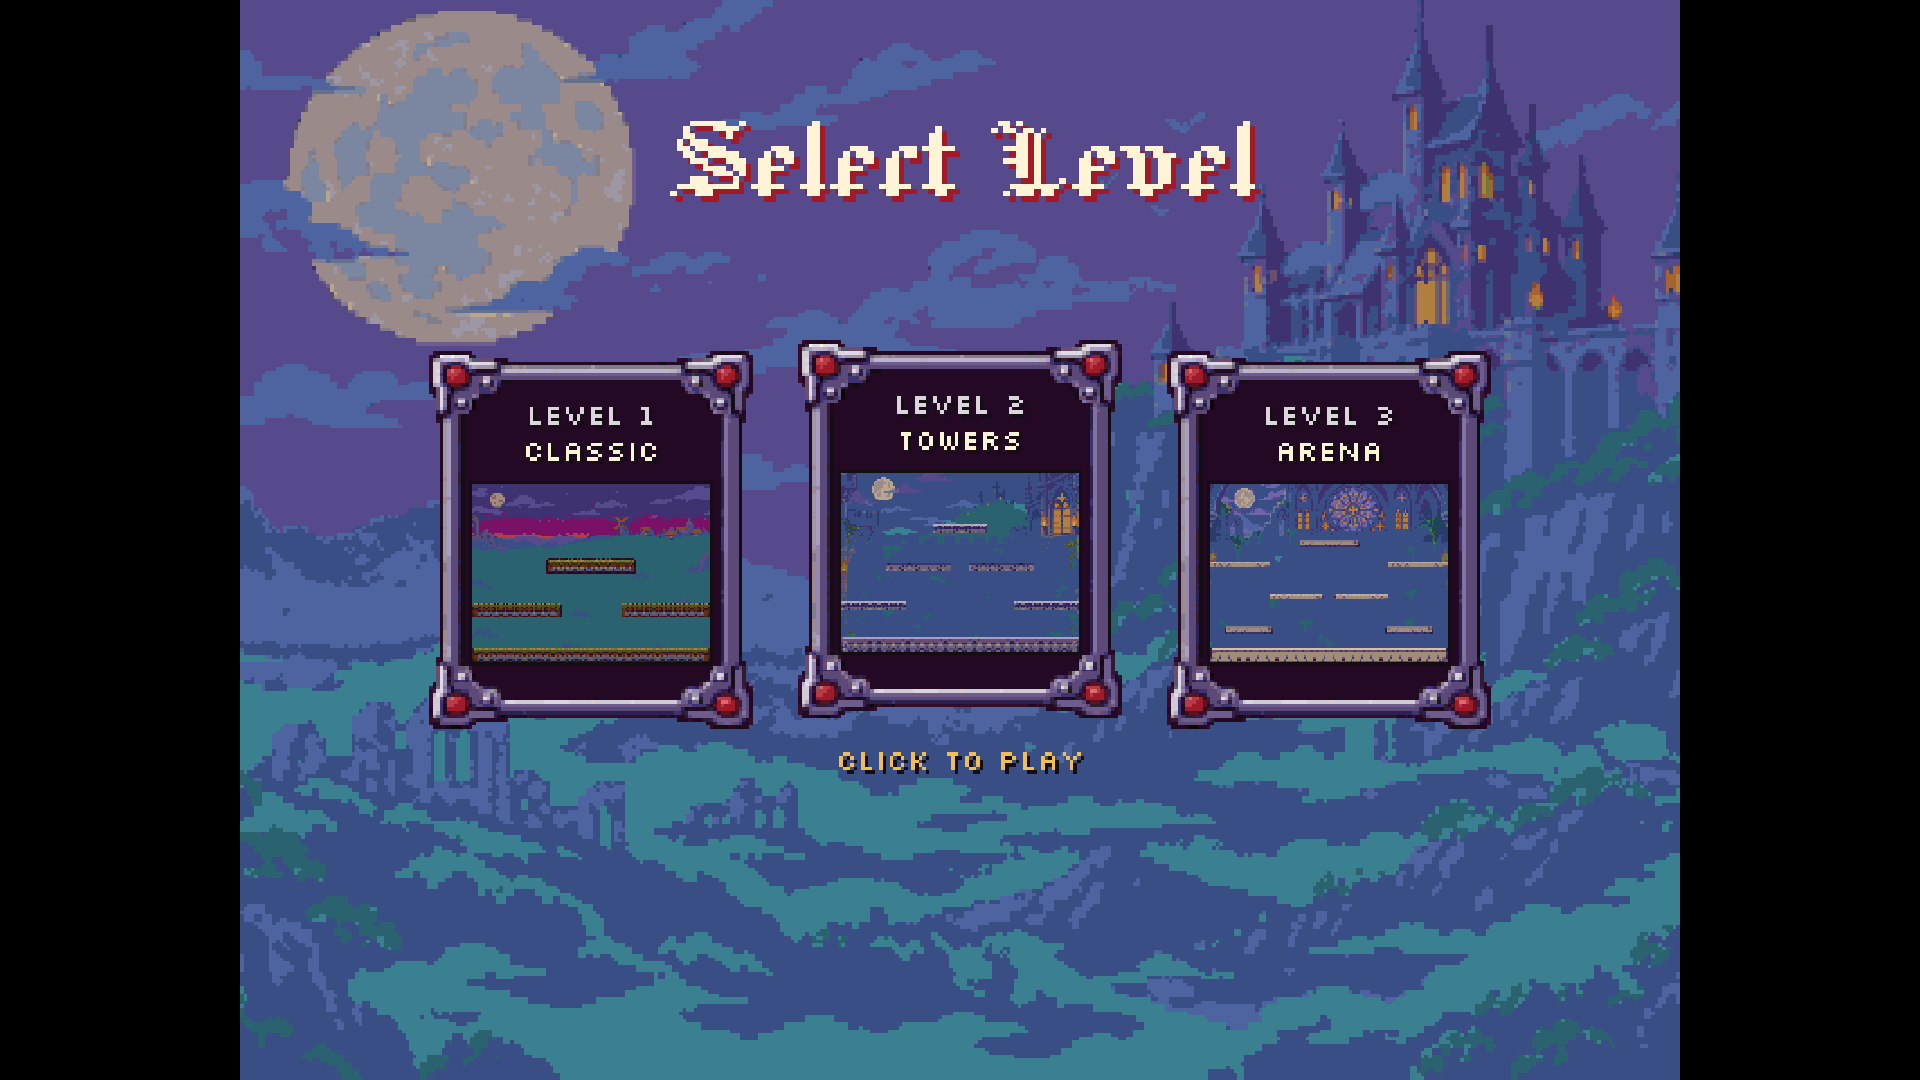 Select Level
LEVEL 1
CLASSIC
LEVEL 2
TOWERS
LEVEL 3
ARENA
CLICK TO PLAY